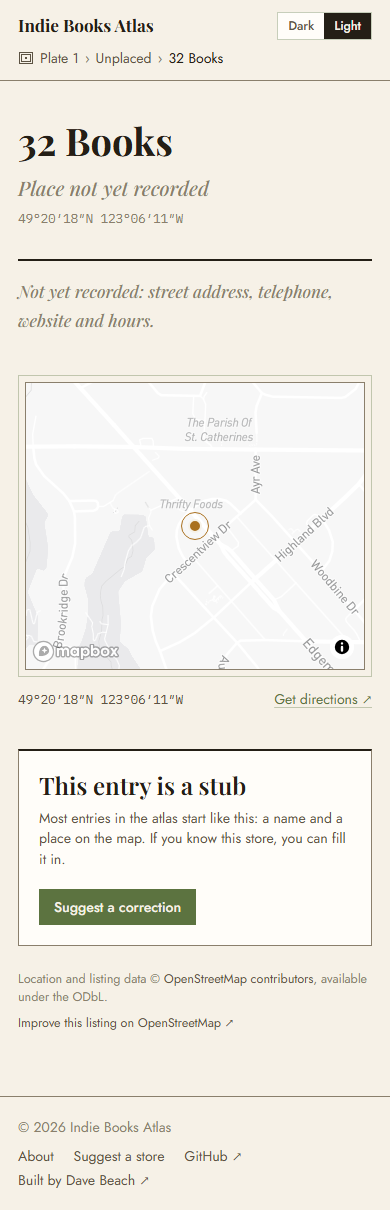 Indie Books Atlas
Dark Light
Plate 1 › Unplaced › 32 Books
32 Books
Place not yet recorded
49°20′18″N 123°06′11″W
Not yet recorded: street address, telephone,
website and hours.
The Parish Of
St. Catherines
Ayr Ave
Thrifty Foods
Crescentview Dr
Highland Blvd
Woodbine Dr
Brookridge Dr
mapbox
49°20′18″N 123°06′11″W
Get directions ↗
This entry is a stub
Most entries in the atlas start like this: a name and a
place on the map. If you know this store, you can fill
it in.
Suggest a correction
Location and listing data © OpenStreetMap contributors, available
under the ODbL.
Improve this listing on OpenStreetMap ↗
© 2026 Indie Books Atlas
About Suggest a store GitHub ↗
Built by Dave Beach ↗